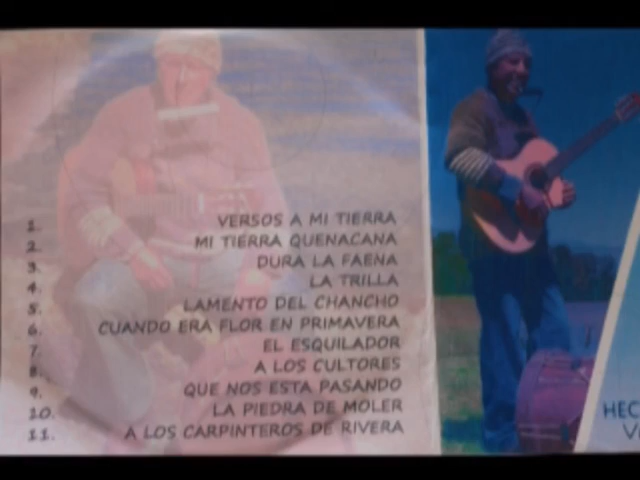 1. VERSOS A MI TIERRA
2. MI TIERRA QUENACANA
3. DURA LA FAENA
4. LA TRILLA
5. LAMENTO DEL CHANCHO
6. CUANDO ERA FLOR EN PRIMAVERA
7. EL ESQUILADOR
8. A LOS CULTORES
9. QUE NOS ESTA PASANDO
10. LA PIEDRA DE MOLER
11. A LOS CARPINTEROS DE RIVERA
HEC